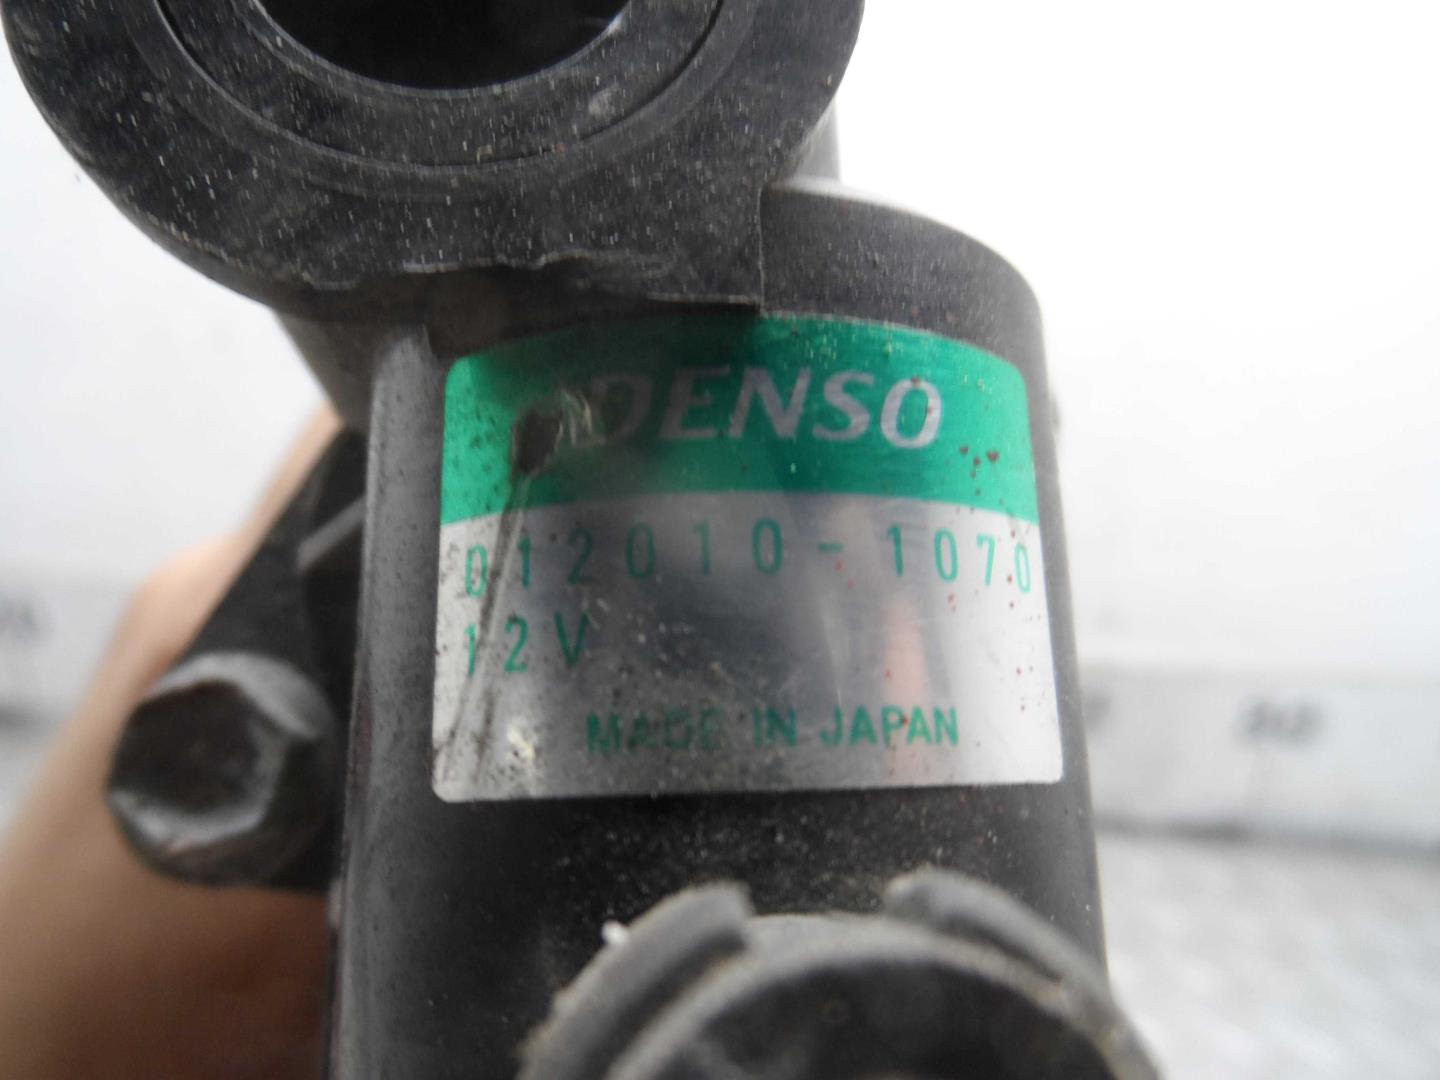 DENSO
012010-1070
12V
MADE IN JAPAN